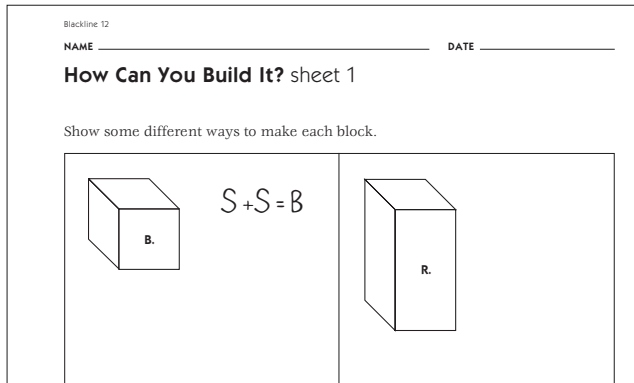 Blackline 12
NAME DATE
How Can You Build It? sheet 1
Show some different ways to make each block.
S+S=B
B.
R.